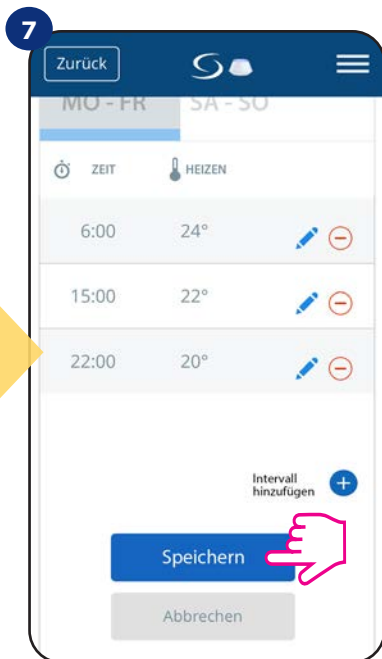 7
Zurück
MO - FR SA - SO
ZEIT HEIZEN
6:00 24°
15:00 22°
22:00 20°
Intervall
hinzufügen
Speichern
Abbrechen